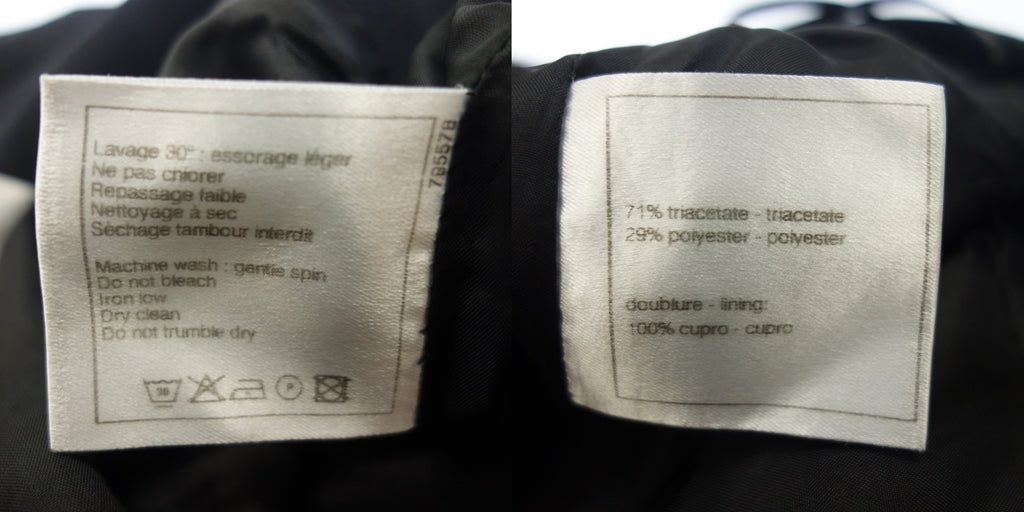 Lavage 30° : essorage léger
Ne pas chlorer
Repassage faible
Nettoyage à sec
Séchage tambour interdit
Machine wash : gentle spin
Do not bleach
Iron low
Dry clean
Do not trumble dry
30
P
785578
71% triacetate - triacetate
29% polyester - polyester
doublure - lining:
100% cupro - cupro